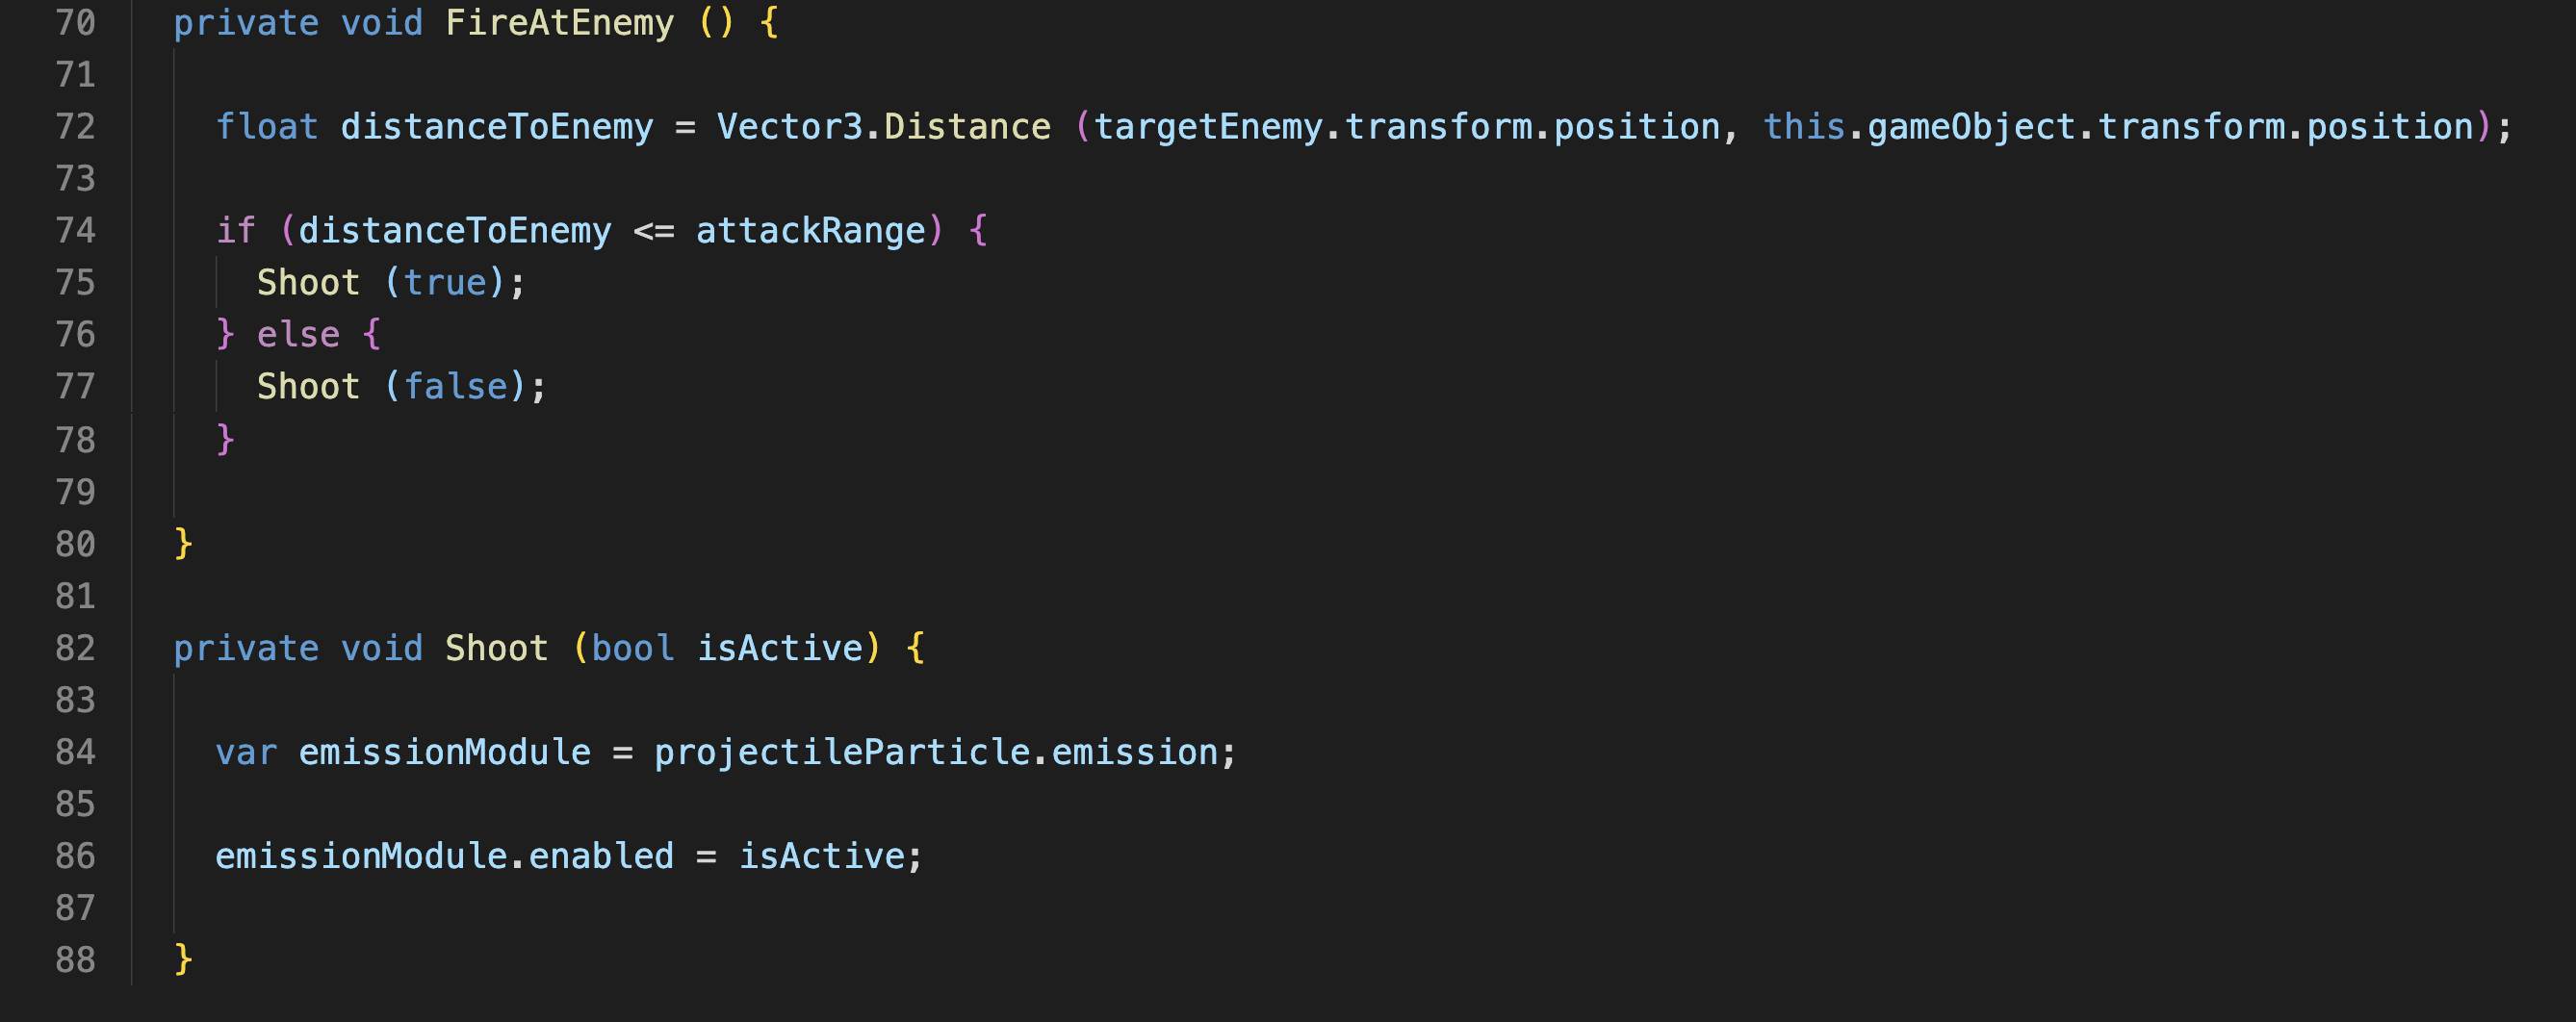 70 private void FireAtEnemy () {
71
72 float distanceToEnemy = Vector3.Distance (targetEnemy.transform.position, this.gameObject.transform.position);
73
74 if (distanceToEnemy <= attackRange) {
75 Shoot (true);
76 } else {
77 Shoot (false);
78 }
79
80 }
81
82 private void Shoot (bool isActive) {
83
84 var emissionModule = projectileParticle.emission;
85
86 emissionModule.enabled = isActive;
87
88 }